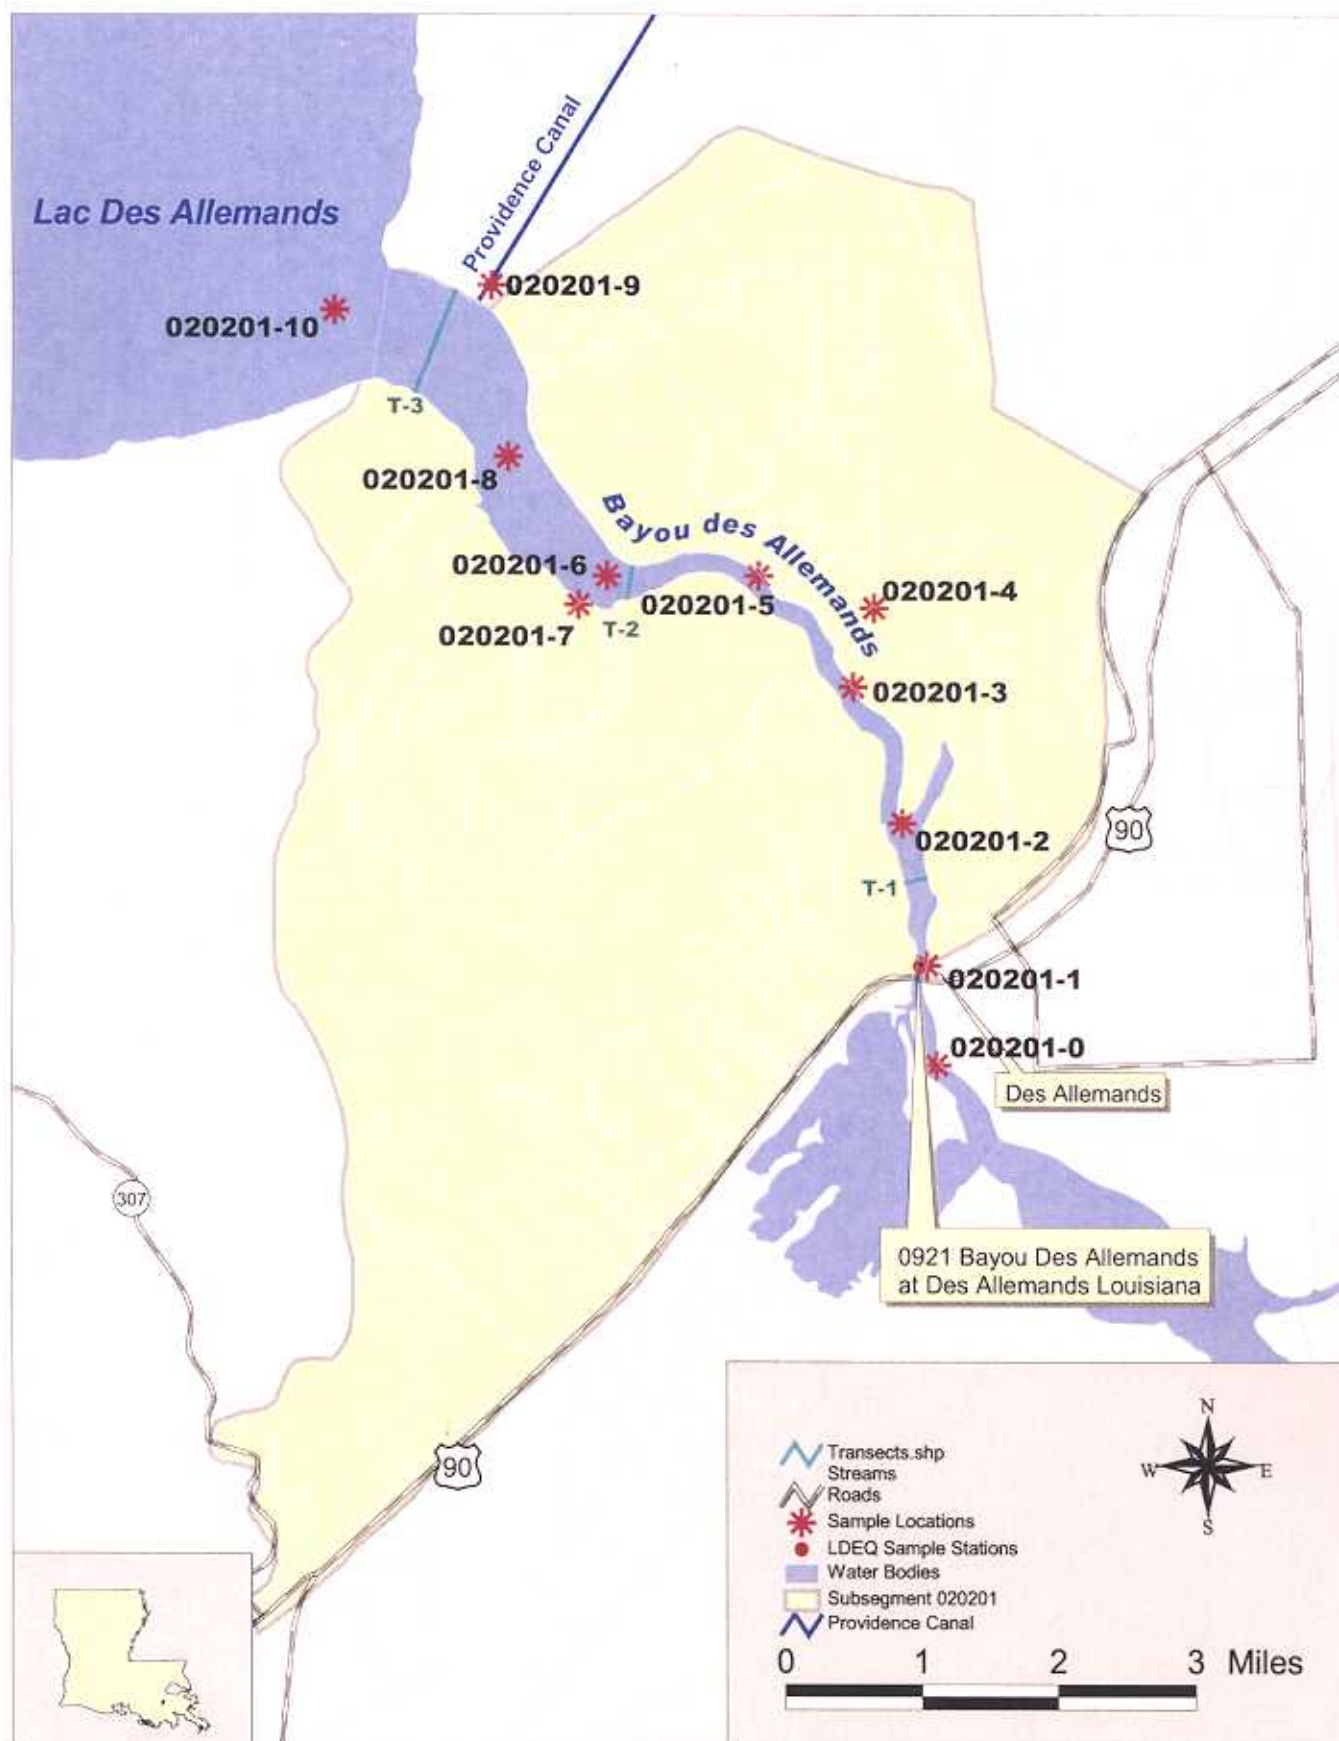 Providence Canal
Lac Des Allemands
020201-9
020201-10
T-3
020201-8
Bayou des Allemands
020201-6
020201-5
020201-4
020201-7
T-2
020201-3
90
020201-2
T-1
020201-1
020201-0
Des Allemands
307
0921 Bayou Des Allemands
at Des Allemands Louisiana
90
N
W
E
S
Transects.shp
Streams
Roads
Sample Locations
LDEQ Sample Stations
Water Bodies
Subsegment 020201
Providence Canal
0 1 2 3 Miles